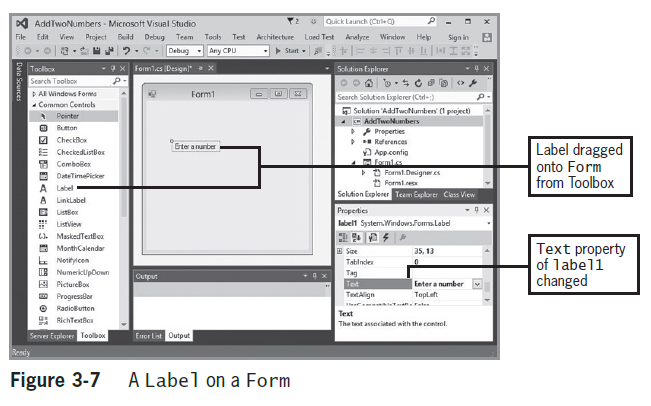 AddTwoNumbers - Microsoft Visual Studio
2
Quick Launch (Ctrl+Q)
File Edit View Project Build Debug Team Tools Test Architecture Load Test Analyze Window Help Sign in
Debug Any CPU Start
Data Sources
Toolbox
Search Toolbox
All Windows Forms
Common Controls
Pointer
Button
CheckBox
CheckedListBox
ComboBox
DateTimePicker
Label
LinkLabel
ListBox
ListView
MaskedTextBox
MonthCalendar
NotifyIcon
NumericUpDown
PictureBox
ProgressBar
RadioButton
RichTextBox
Server Explorer Toolbox
Form1.cs [Design]*
Form1
Enter a number
Output
Error List Output
Solution Explorer
Search Solution Explorer (Ctrl+;)
Solution 'AddTwoNumbers' (1 project)
AddTwoNumbers
Properties
References
App.config
Form1.cs
Form1.Designer.cs
Form1.resx
Solution Explorer Team Explorer Class View
Properties
label1 System.Windows.Forms.Label
Size 35, 13
TabIndex 0
Tag
Text Enter a number
TextAlign TopLeft
Text
The text associated with the control.
Ready
Label dragged
onto Form
from Toolbox
Text property
of label1
changed
Figure 3-7 A Label on a Form